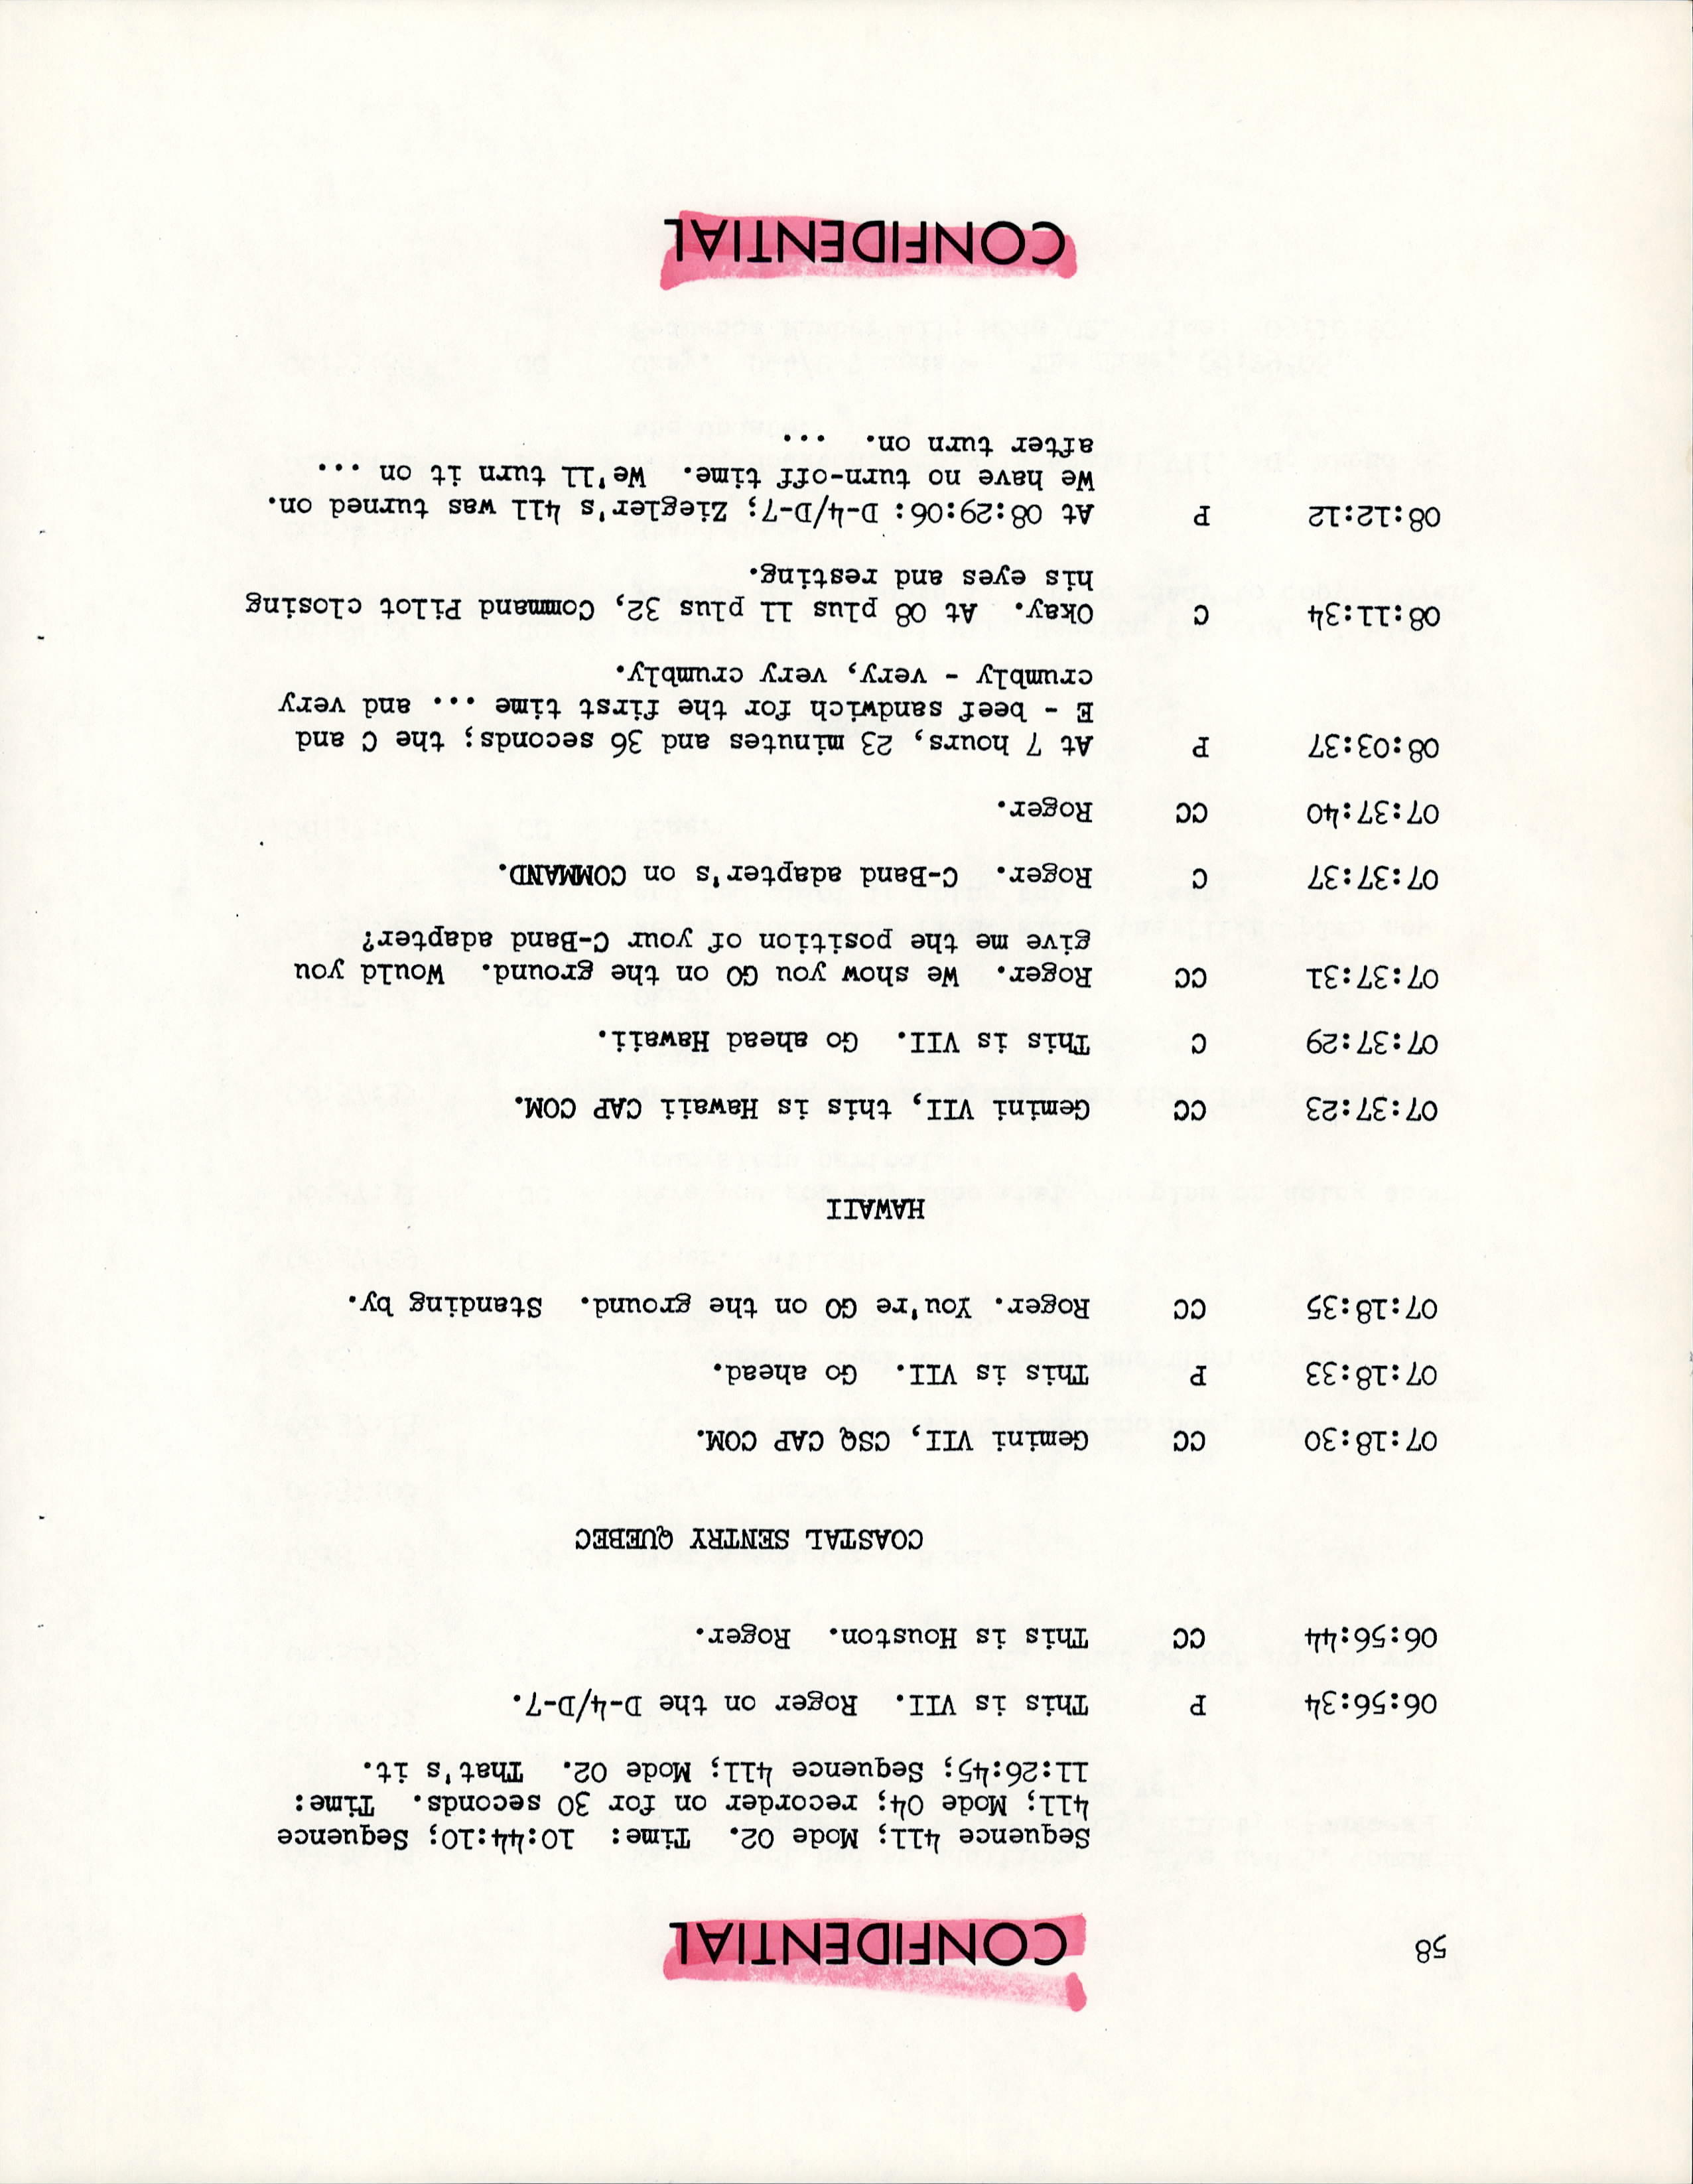 58
CONFIDENTIAL
Sequence 411; Mode 02. Time: 10:44:10; Sequence
411; Mode 04; recorder on for 30 seconds. Time:
11:26:45; Sequence 411; Mode 02. That's it.
06:56:34 P This is VII. Roger on the D-4/D-7.
06:56:44 CC This is Houston. Roger.
COASTAL SENTRY QUEBEC
07:18:30 CC Gemini VII, CSQ CAP COM.
07:18:33 P This is VII. Go ahead.
07:18:35 CC Roger. You're GO on the ground. Standing by.
HAWAII
07:37:23 CC Gemini VII, this is Hawaii CAP COM.
07:37:29 C This is VII. Go ahead Hawaii.
07:37:31 CC Roger. We show you GO on the ground. Would you
give me the position of your C-Band adapter?
07:37:37 C Roger. C-Band adapter's on COMMAND.
07:37:40 CC Roger.
08:03:37 P At 7 hours, 23 minutes and 36 seconds; the C and
E - beef sandwich for the first time ... and very
crumbly - very, very crumbly.
08:11:34 C Okay. At 08 plus 11 plus 32, Command Pilot closing
his eyes and resting.
08:12:12 P At 08:29:06: D-4/D-7; Ziegler's 411 was turned on.
We have no turn-off time. We'll turn it on ...
after turn on. ...
CONFIDENTIAL